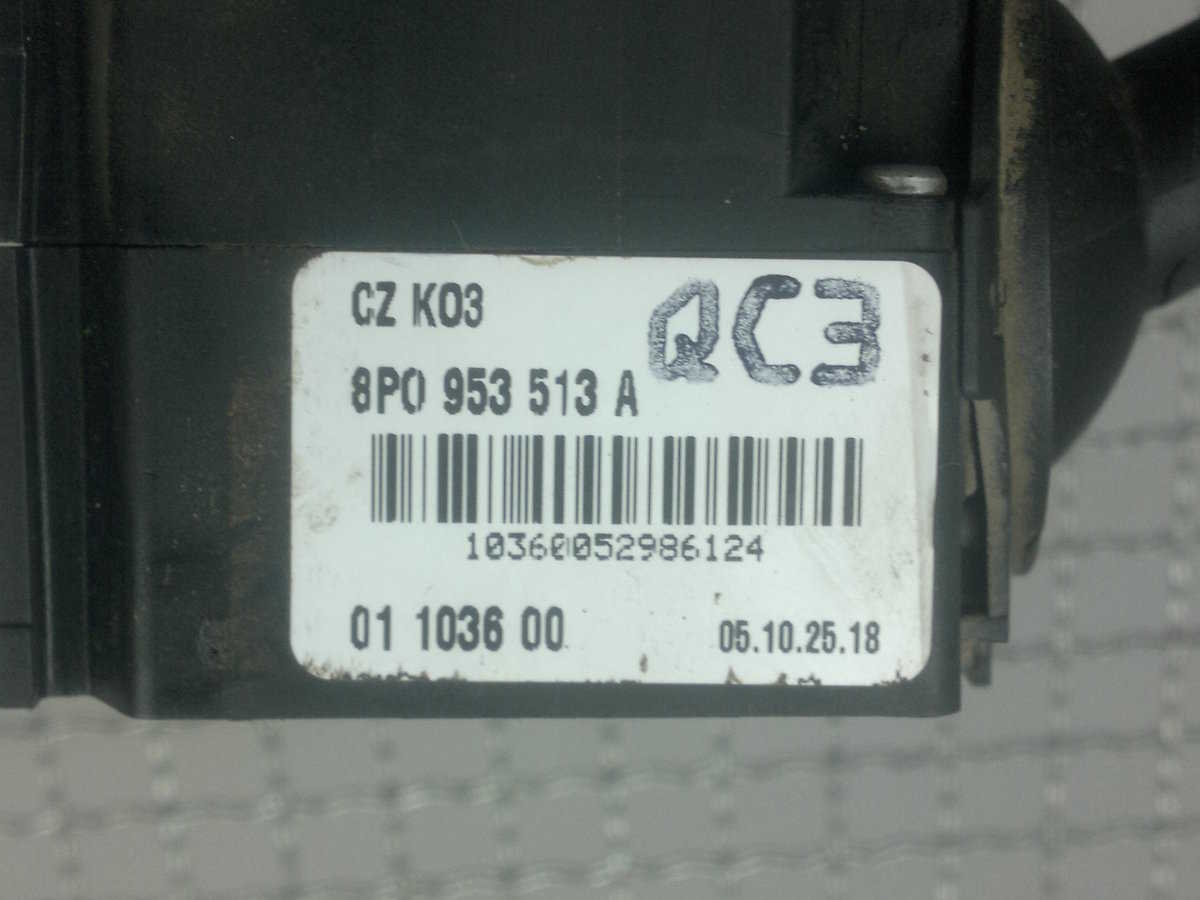 CZ K03
QC3
8P0 953 513 A
10360052986124
01 1036 00
05.10.25.18